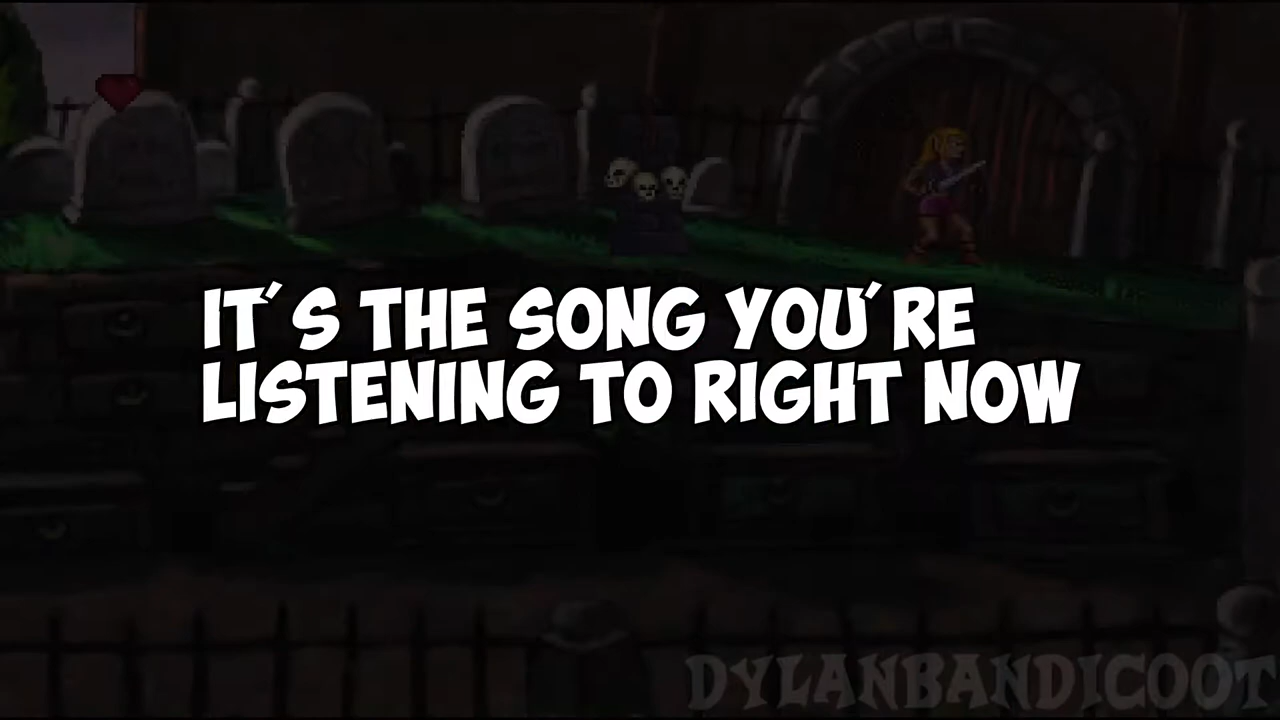 IT´S THE SONG YOU´RE
LISTENING TO RIGHT NOW
DYLANBANDICOOT